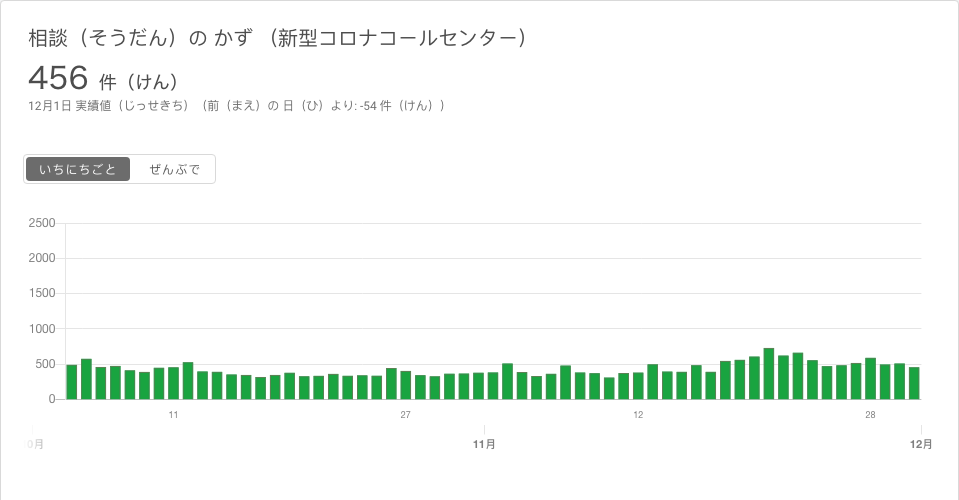 相談（そうだん）の かず （新型コロナコールセンター）
456 件（けん）
12月1日 実績値（じっせきち）（前（まえ）の 日（ひ）より: -54 件（けん））
いちにちごと ぜんぶで
2500
2000
1500
1000
500
0
11 27 12 28
0月 11月 12月